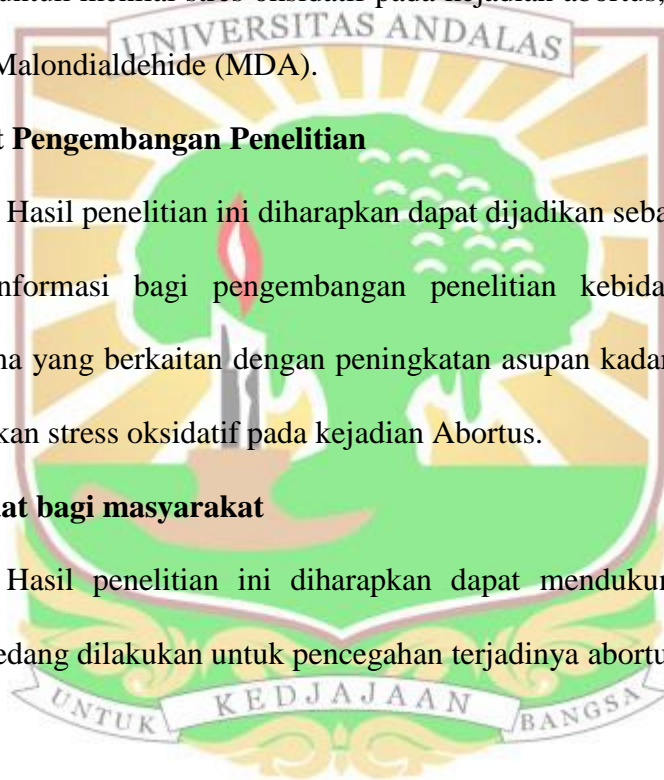 untuk menilai stres oksidatif pada kejadian abortus,
UNIVERSITAS ANDALAS
Malondialdehide (MDA).
t Pengembangan Penelitian
Hasil penelitian ini diharapkan dapat dijadikan seba
nformasi bagi pengembangan penelitian kebida
na yang berkaitan dengan peningkatan asupan kadar
kan stress oksidatif pada kejadian Abortus.
at bagi masyarakat
Hasil penelitian ini diharapkan dapat mendukun
edang dilakukan untuk pencegahan terjadinya abortu
UNTUK KEDJAJAAN BANGSA